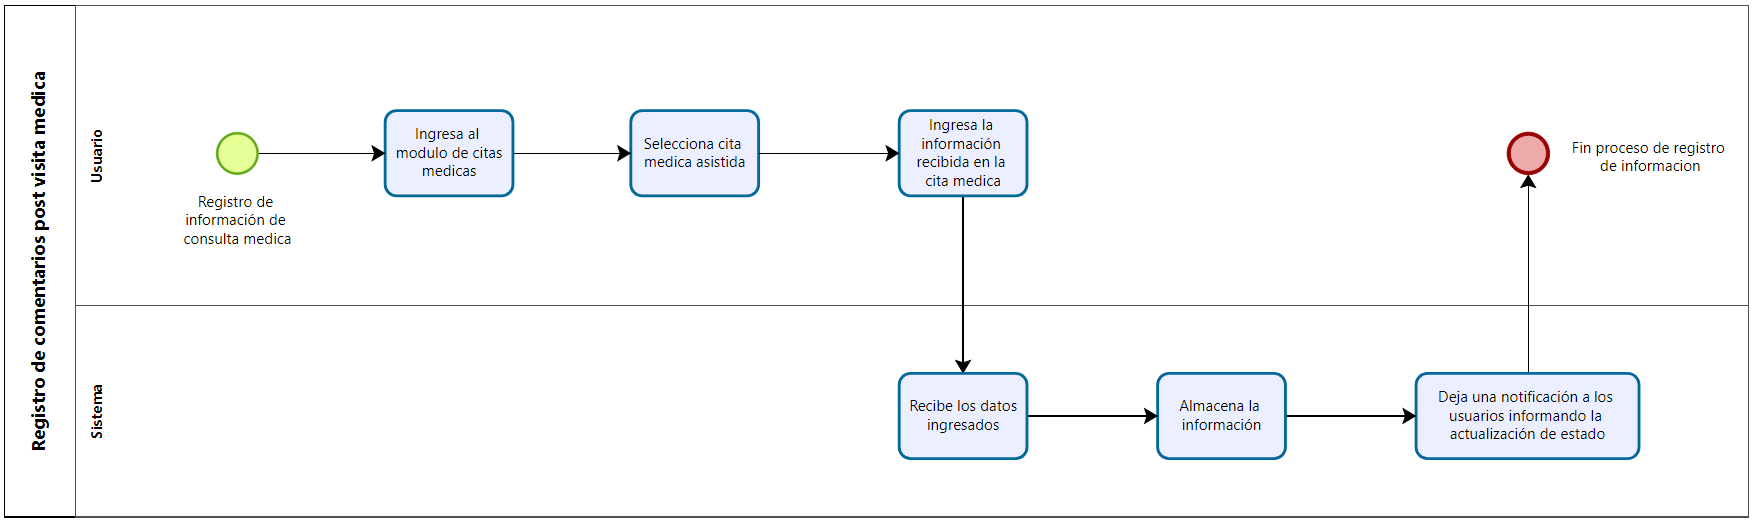 Registro de comentarios post visita medica
Usuario
Registro de
información de
consulta medica
Ingresa al
modulo de citas
medicas
Selecciona cita
medica asistida
Ingresa la
información
recibida en la
cita medica
Fin proceso de registro
de informacion
Sistema
Recibe los datos
ingresados
Almacena la
información
Deja una notificación a los
usuarios informando la
actualización de estado